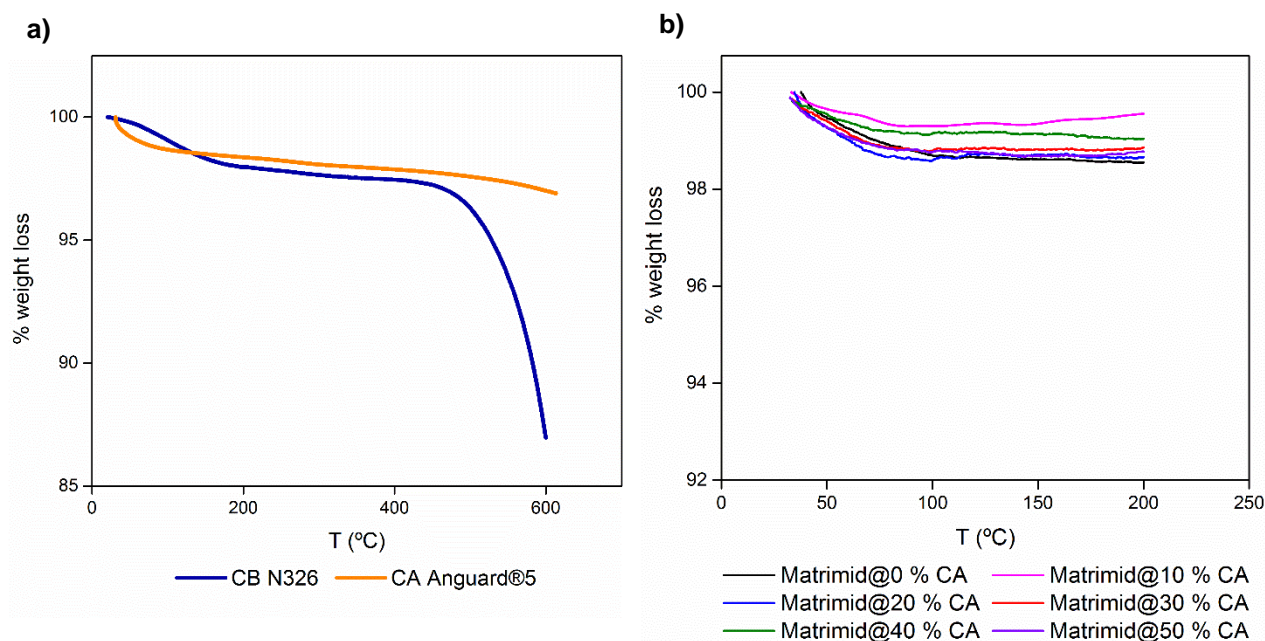 a)
100
95
90
85
% weight loss
0
200
400
600
T (ºC)
CB N326
CA Anguard®5
b)
100
98
96
94
92
% weight loss
0
50
100
150
200
250
T (ºC)
Matrimid@0 % CA
Matrimid@10 % CA
Matrimid@20 % CA
Matrimid@30 % CA
Matrimid@40 % CA
Matrimid@50 % CA